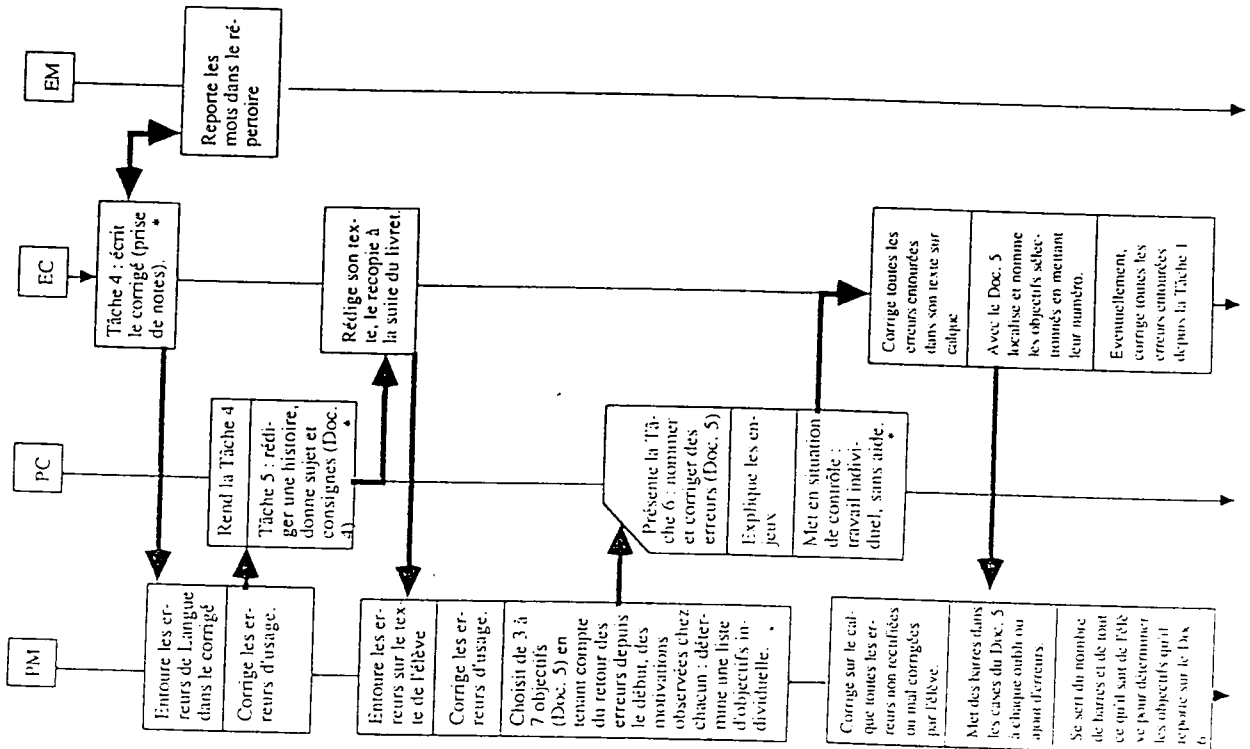 PM
Entoure les er-
reurs de Langue
dans le corrigé
Corrige les er-
reurs d'usage.
Entoure les er-
reurs sur le tex-
te de l'élève
Corrige les er-
reurs d'usage.
Choisit de 3 à
7 objectifs
(Doc. 5) en
tenant compte
du retour des
erreurs depuis
le début, des
motivations
observées chez
chacun : déter-
mine une liste
d'objectifs in-
dividuelle. *
Corrige sur le cal-
que toutes les er-
reurs non rectifiées
ou mal corrigées
par l'élève.
Met des barres dans
les cases du Doc. 5
à chaque oubli ou
ajout d'erreurs.
Se sert du nombre
de barres et de tout
ce qu'il sait de l'élè
ve pour déterminer
les objectifs qu'il
reporte sur le Doc
6
PC
Rend la Tâche 4
Tâche 5 : rédi-
ger une histoire,
donne sujet et
consignes (Doc.
4) *
Présente la Tâ-
che 6 : nommer
et corriger des
erreurs (Doc. 5)
Explique les en-
jeux
Met en situation
de contrôle :
travail indivi-
duel, sans aide.
*
EC
Tâche 4 : écrit
le corrigé (prise
de notes). *
Rédige son tex-
te, le recopie à
la suite du livret.
Corrige toutes les
erreurs entourées
dans son texte sur
calque
Avec le Doc. 5
localise et nomme
les objectifs sélec-
tionnés en mettant
leur numéro.
Eventuellement,
corrige toutes les
erreurs entourées
depuis la Tâche 1
EM
Reporte les
mots dans le ré-
pertoire